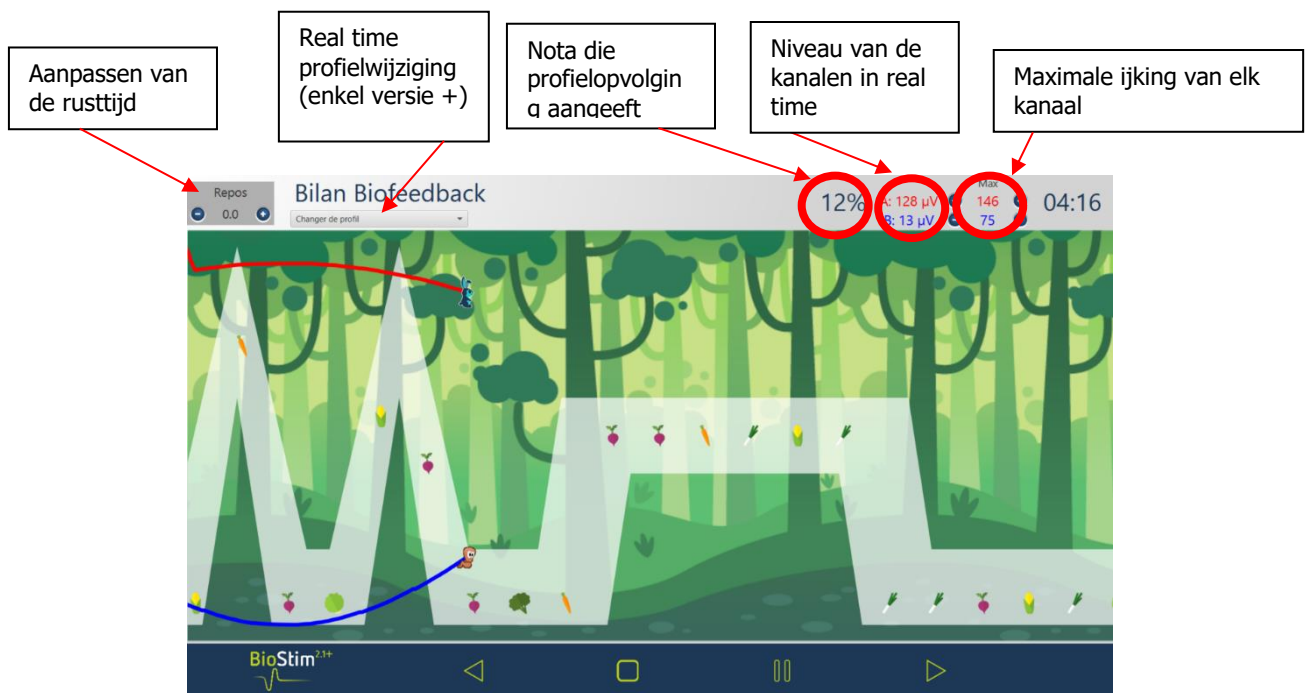 Aanpassen van
de rusttijd
Real time
profielwijziging
(enkel versie +)
Nota die
profielopvolgin
g aangeeft
Niveau van de
kanalen in real
time
Maximale ijking van elk
kanaal
Repos
0.0
Bilan Biofeedback
Changer de profil
12%
A: 128 µV
B: 13 µV
Max
146
75
04:16
BioStim 2.1+